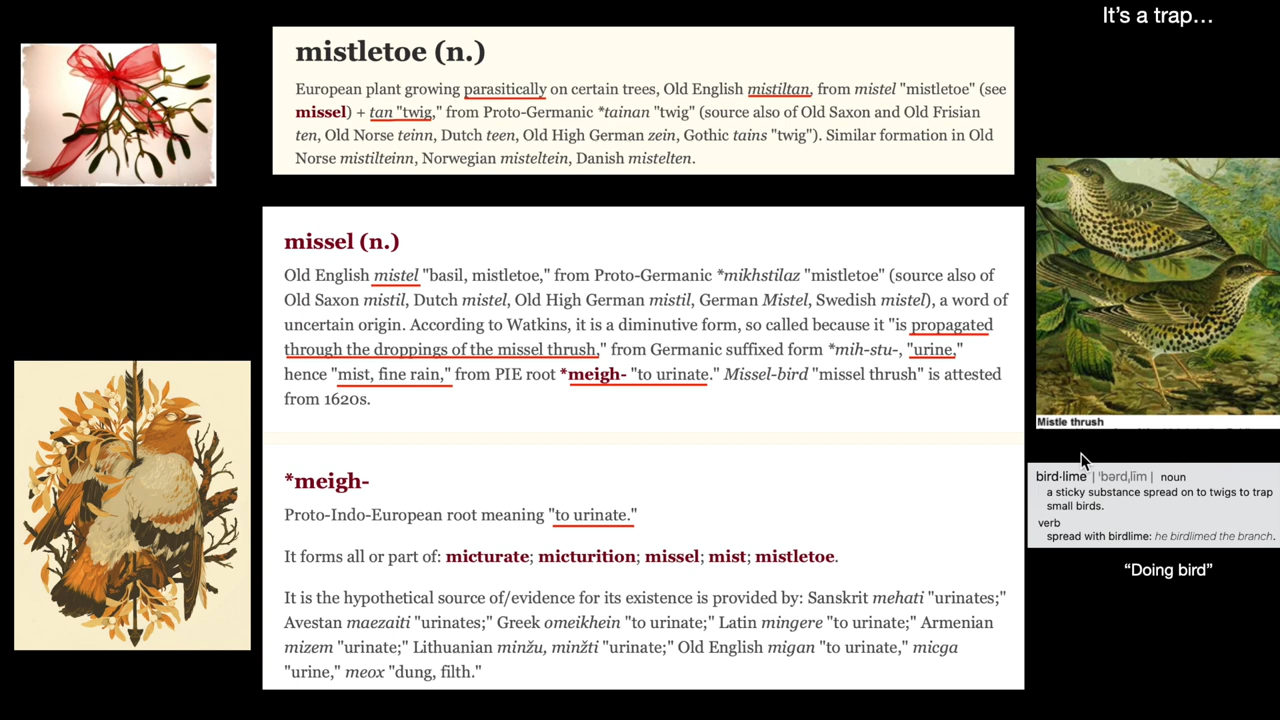 It's a trap…
mistletoe (n.)
European plant growing parasitically on certain trees, Old English mistiltan, from mistel "mistletoe" (see
missel) + tan "twig," from Proto-Germanic *tainan "twig" (source also of Old Saxon and Old Frisian
ten, Old Norse teinn, Dutch teen, Old High German zein, Gothic tains "twig"). Similar formation in Old
Norse mistilteinn, Norwegian misteltein, Danish mistelten.
missel (n.)
Old English mistel "basil, mistletoe," from Proto-Germanic *mikhstilaz "mistletoe" (source also of
Old Saxon mistil, Dutch mistel, Old High German mistil, German Mistel, Swedish mistel), a word of
uncertain origin. According to Watkins, it is a diminutive form, so called because it "is propagated
through the droppings of the missel thrush," from Germanic suffixed form *mih-stu-, "urine,"
hence "mist, fine rain," from PIE root *meigh- "to urinate." Missel-bird "missel thrush" is attested
from 1620s.
*meigh-
Proto-Indo-European root meaning "to urinate."
It forms all or part of: micturate; micturition; missel; mist; mistletoe.
It is the hypothetical source of/evidence for its existence is provided by: Sanskrit mehati "urinates;"
Avestan maezaiti "urinates;" Greek omeikhein "to urinate;" Latin mingere "to urinate;" Armenian
mizem "urinate;" Lithuanian minžu, minžti "urinate;" Old English migan "to urinate," micga
"urine," meox "dung, filth."
Mistle thrush
bird·lime | ˈbərdˌlīm | noun
a sticky substance spread on to twigs to trap
small birds.
verb
spread with birdlime: he birdlimed the branch.
“Doing bird”